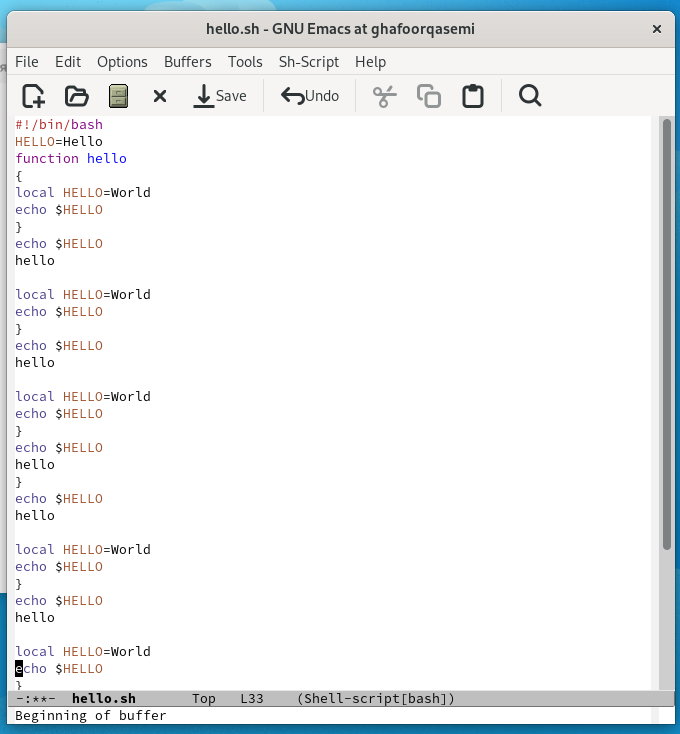 hello.sh - GNU Emacs at ghafoorqasemi ×
File Edit Options Buffers Tools Sh-Script Help
Save Undo
#!/bin/bash
HELLO=Hello
function hello
{
local HELLO=World
echo $HELLO
}
echo $HELLO
hello

local HELLO=World
echo $HELLO
}
echo $HELLO
hello

local HELLO=World
echo $HELLO
}
echo $HELLO
hello
}
echo $HELLO
hello

local HELLO=World
echo $HELLO
}
echo $HELLO
hello

local HELLO=World
echo $HELLO
}
-:**- hello.sh Top L33 (Shell-script[bash])
Beginning of buffer